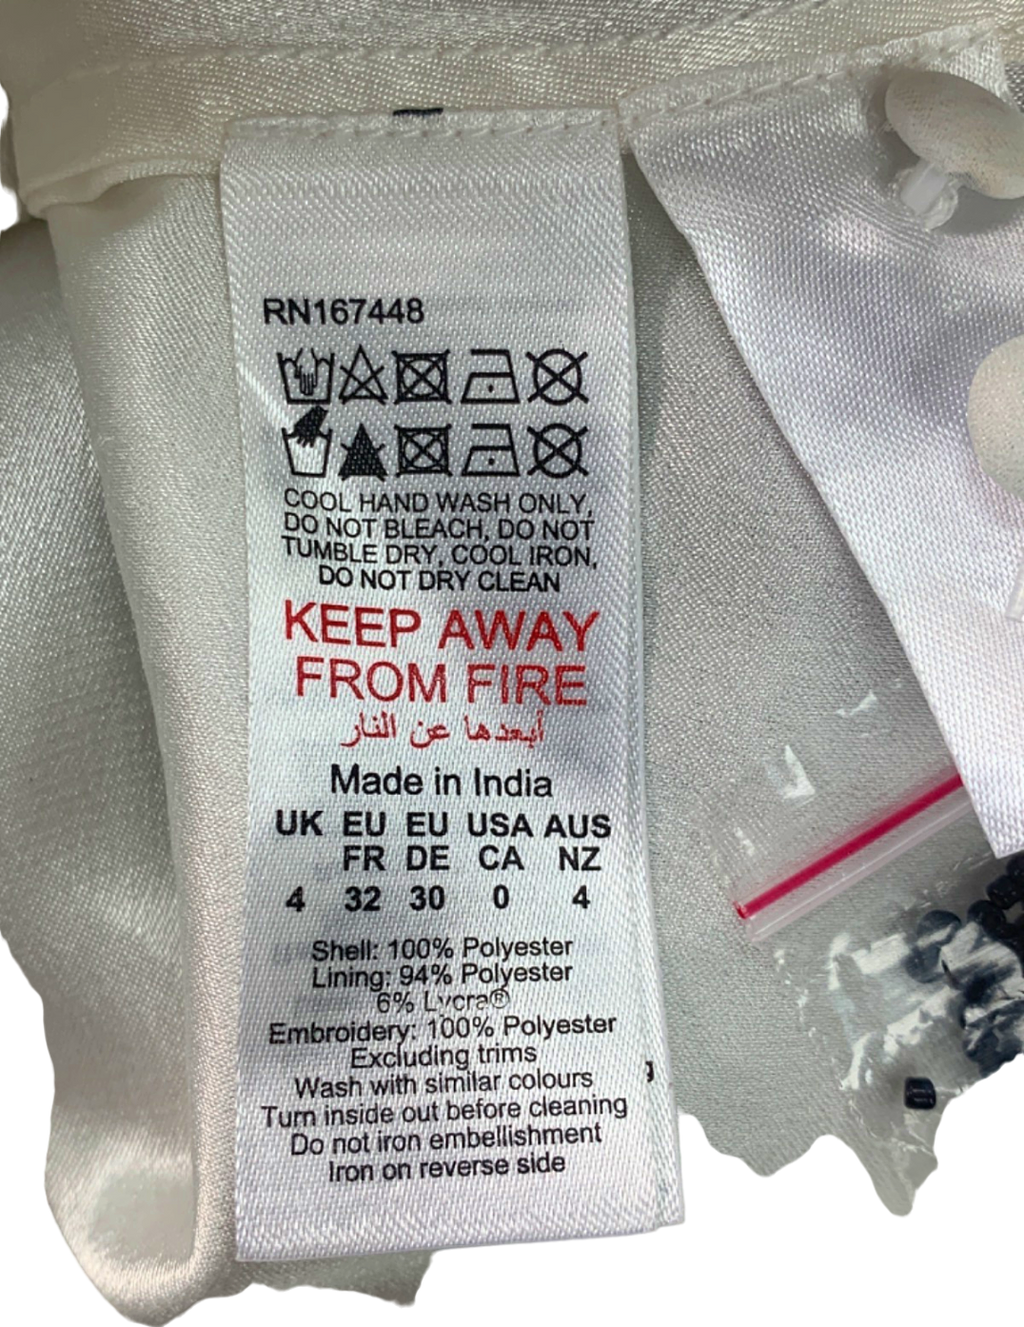 RN167448
COOL HAND WASH ONLY,
DO NOT BLEACH, DO NOT
TUMBLE DRY, COOL IRON,
DO NOT DRY CLEAN
KEEP AWAY
FROM FIRE
أبعدها عن النار
Made in India
UK EU EU USA AUS
FR DE CA NZ
4 32 30 0 4
Shell: 100% Polyester
Lining: 94% Polyester
6% Lycra®
Embroidery: 100% Polyester
Excluding trims
Wash with similar colours
Turn inside out before cleaning
Do not iron embellishment
Iron on reverse side